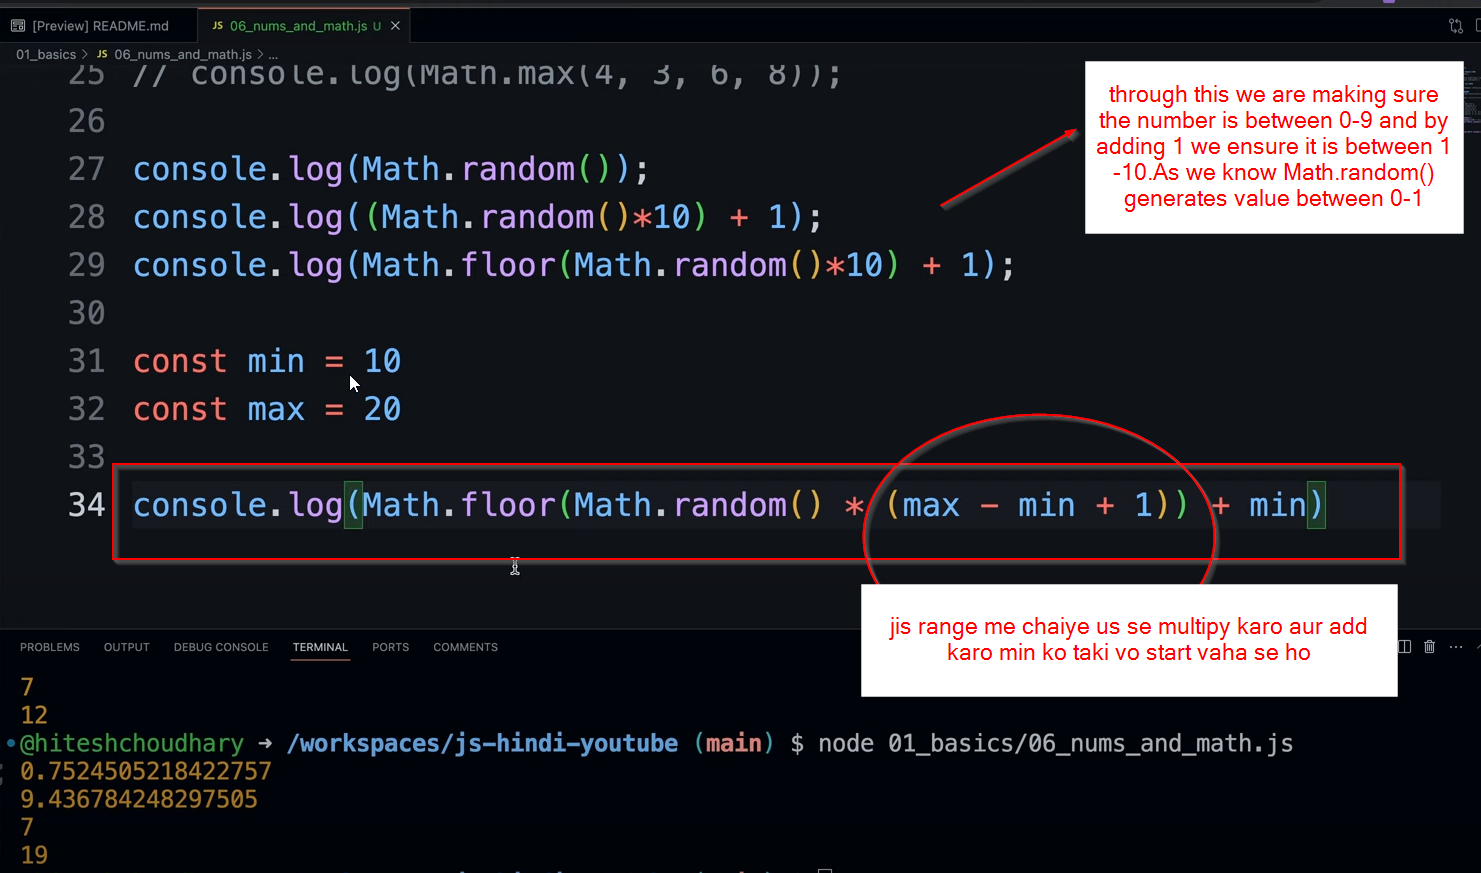 [Preview] README.md
JS 06_nums_and_math.js U ×
01_basics > JS 06_nums_and_math.js > ...
25 // console.log(Math.max(4, 3, 6, 8));
26
27 console.log(Math.random());
28 console.log((Math.random()*10) + 1);
29 console.log(Math.floor(Math.random()*10) + 1);
30
31 const min = 10
32 const max = 20
33
34 console.log(Math.floor(Math.random() * (max - min + 1)) + min)
through this we are making sure
the number is between 0-9 and by
adding 1 we ensure it is between 1
-10.As we know Math.random()
generates value between 0-1
jis range me chaiye us se multipy karo aur add
karo min ko taki vo start vaha se ho
PROBLEMS OUTPUT DEBUG CONSOLE TERMINAL PORTS COMMENTS
7
12
@hiteshchoudhary → /workspaces/js-hindi-youtube (main) $ node 01_basics/06_nums_and_math.js
0.7524505218422757
9.436784248297505
7
19